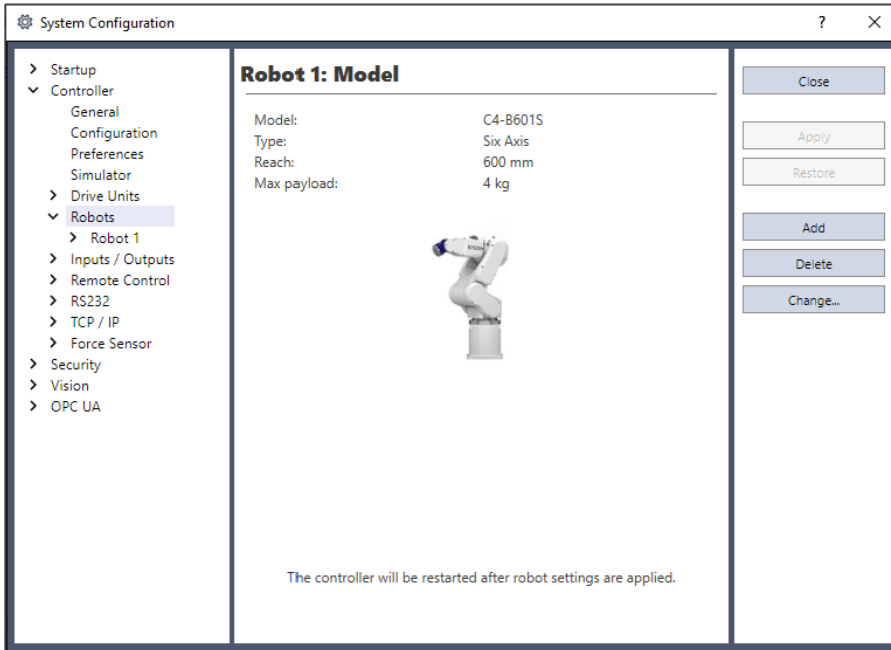 System Configuration
?
Startup
Controller
General
Configuration
Preferences
Simulator
Drive Units
Robots
Robot 1
Inputs / Outputs
Remote Control
RS232
TCP / IP
Force Sensor
Security
Vision
OPC UA
Robot 1: Model
Model: C4-B601S
Type: Six Axis
Reach: 600 mm
Max payload: 4 kg
EPSON
The controller will be restarted after robot settings are applied.
Close
Apply
Restore
Add
Delete
Change...